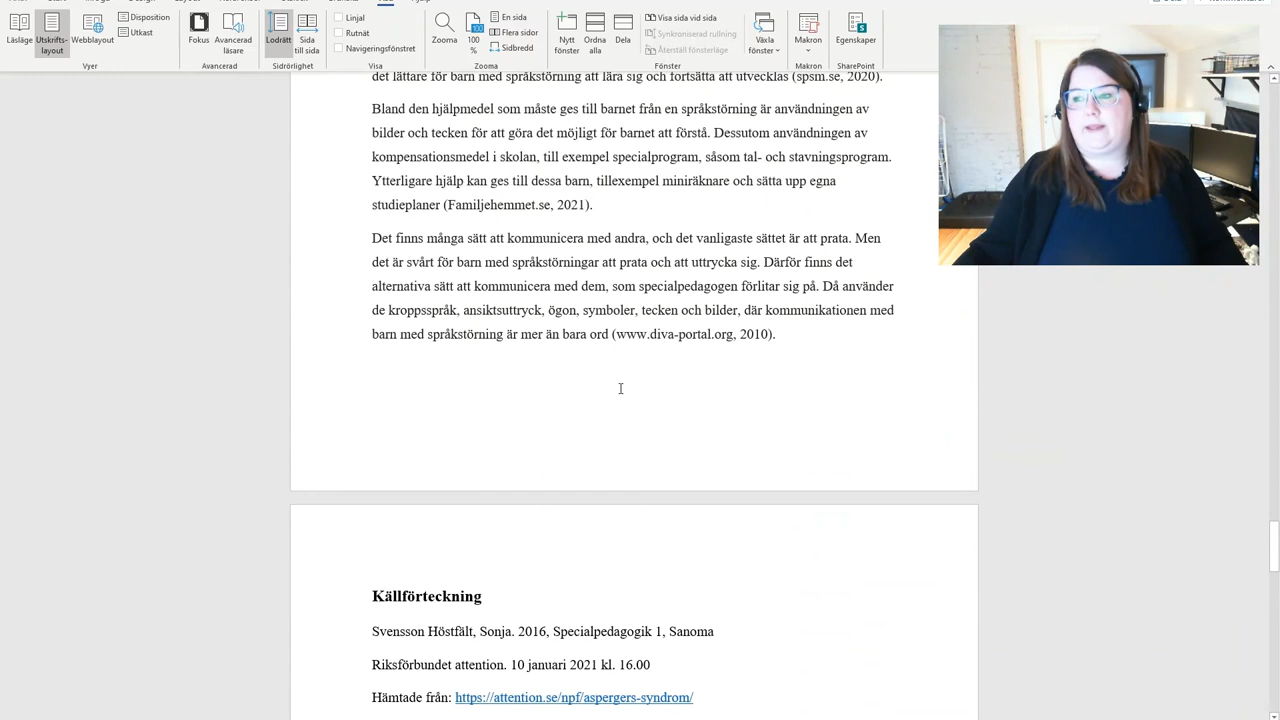 Läsläge
Utskrifts-
layout
Webblayout
Disposition
Utkast
Vyer
Fokus
Avancerad
läsare
Avancerad
Lodrätt
Sida
till sida
Sidrörlighet
Linjal
Rutnät
Navigeringsfönstret
Visa
Zooma
100
%
En sida
Flera sidor
Sidbredd
Zooma
Nytt
fönster
Ordna
alla
Dela
Visa sida vid sida
Synkroniserad rullning
Återställ fönsterläge
Fönster
Växla
fönster
Makron
Makron
Egenskaper
SharePoint
det lättare för barn med språkstörning att lära sig och fortsätta att utvecklas (spsm.se, 2020).
Bland den hjälpmedel som måste ges till barnet från en språkstörning är användningen av
bilder och tecken för att göra det möjligt för barnet att förstå. Dessutom användningen av
kompensationsmedel i skolan, till exempel specialprogram, såsom tal- och stavningsprogram.
Ytterligare hjälp kan ges till dessa barn, tillexempel miniräknare och sätta upp egna
studieplaner (Familjehemmet.se, 2021).
Det finns många sätt att kommunicera med andra, och det vanligaste sättet är att prata. Men
det är svårt för barn med språkstörningar att prata och att uttrycka sig. Därför finns det
alternativa sätt att kommunicera med dem, som specialpedagogen förlitar sig på. Då använder
de kroppsspråk, ansiktsuttryck, ögon, symboler, tecken och bilder, där kommunikationen med
barn med språkstörning är mer än bara ord (www.diva-portal.org, 2010).
Källförteckning
Svensson Höstfält, Sonja. 2016, Specialpedagogik 1, Sanoma
Riksförbundet attention. 10 januari 2021 kl. 16.00
Hämtade från: https://attention.se/npf/aspergers-syndrom/